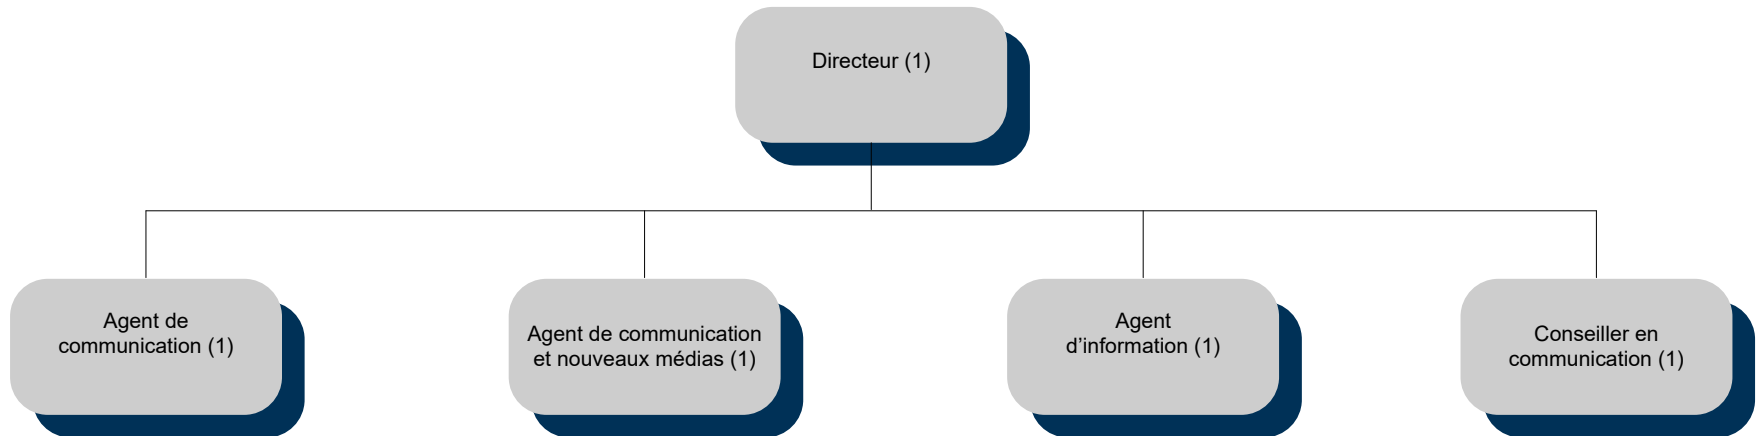 Directeur (1)
Agent de
communication (1)
Agent de communication
et nouveaux médias (1)
Agent
d’information (1)
Conseiller en
communication (1)